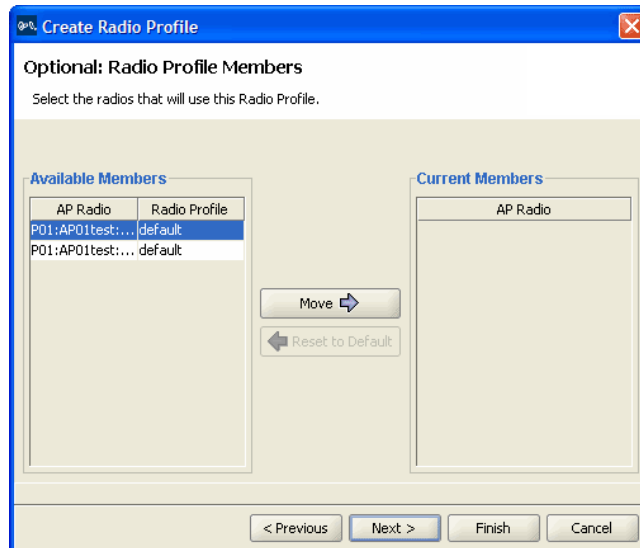 Create Radio Profile
Optional: Radio Profile Members
Select the radios that will use this Radio Profile.
Available Members
Current Members
AP Radio Radio Profile
AP Radio
P01:AP01test:... default
P01:AP01test:... default
Move
Reset to Default
< Previous Next > Finish Cancel